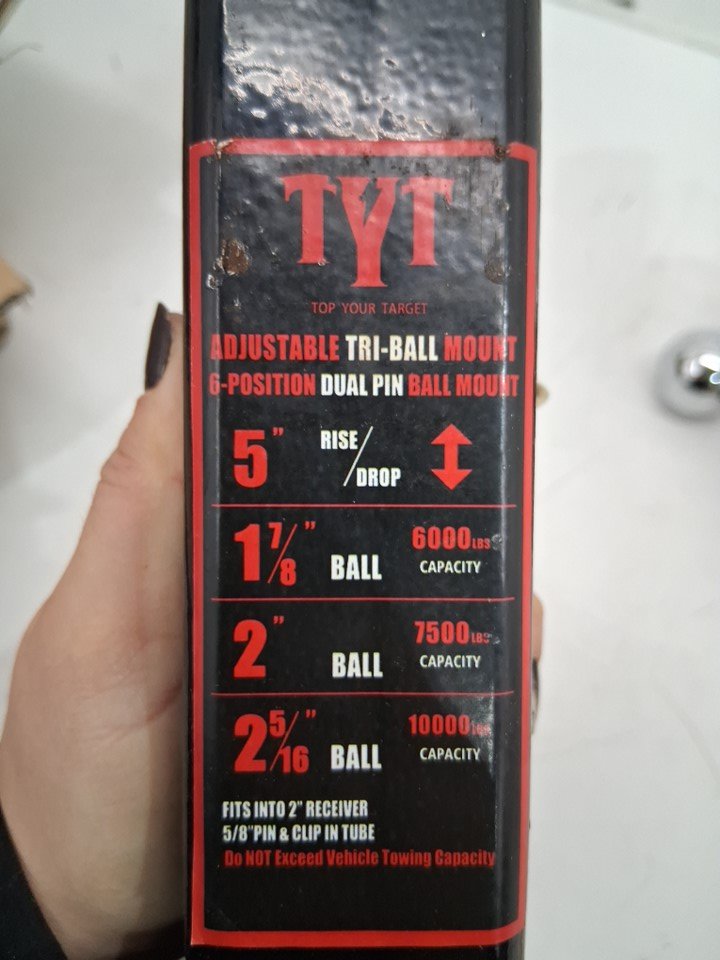 TYT
TOP YOUR TARGET
ADJUSTABLE TRI-BALL MOUNT
6-POSITION DUAL PIN BALL MOUNT
5" RISE/DROP
1 7/8" BALL 6000LBS CAPACITY
2" BALL 7500LBS CAPACITY
2 5/16" BALL 10000LBS CAPACITY
FITS INTO 2" RECEIVER
5/8"PIN & CLIP IN TUBE
Do NOT Exceed Vehicle Towing Capacity